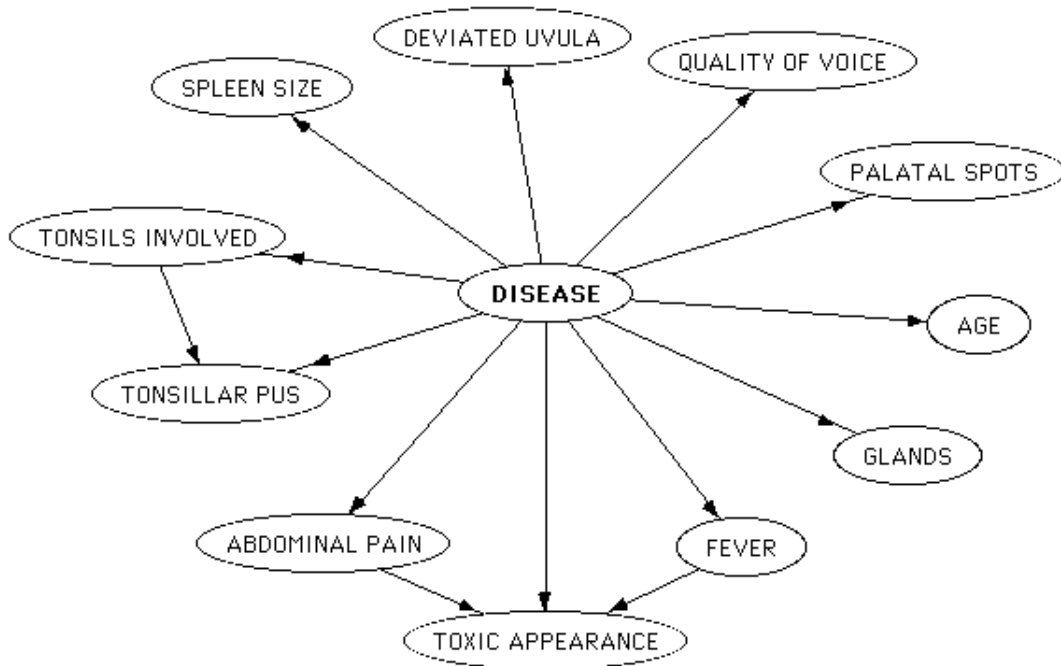 DEVIATED UVULA
QUALITY OF VOICE
SPLEEN SIZE
PALATAL SPOTS
TONSILS INVOLVED
DISEASE
AGE
TONSILLAR PUS
GLANDS
ABDOMINAL PAIN
FEVER
TOXIC APPEARANCE